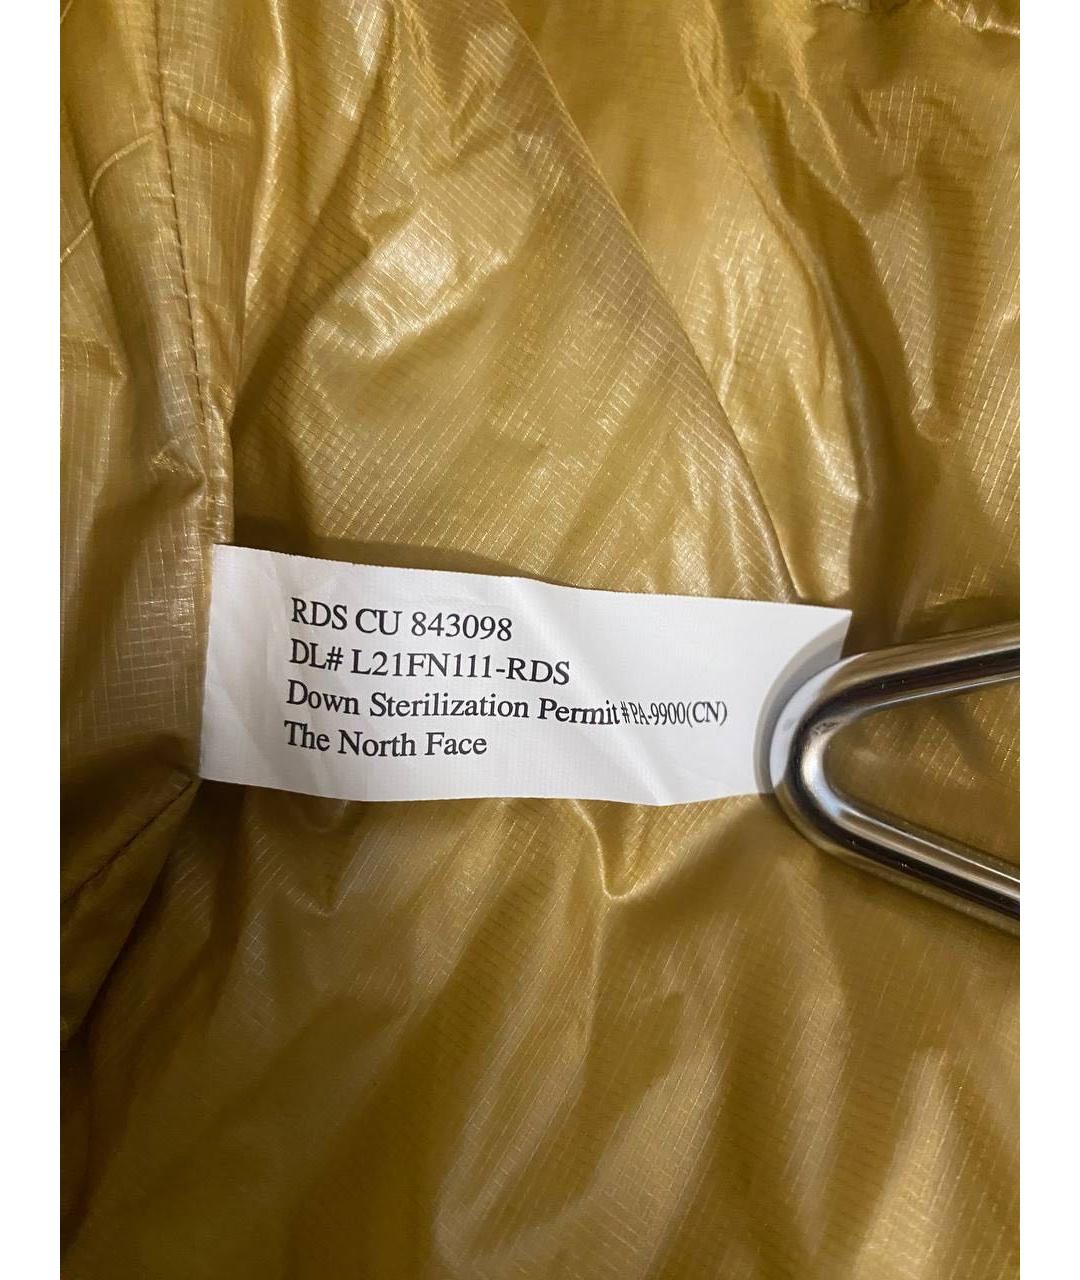 RDS CU 843098
DL# L21FN111-RDS
Down Sterilization Permit#PA-9900(CN)
The North Face